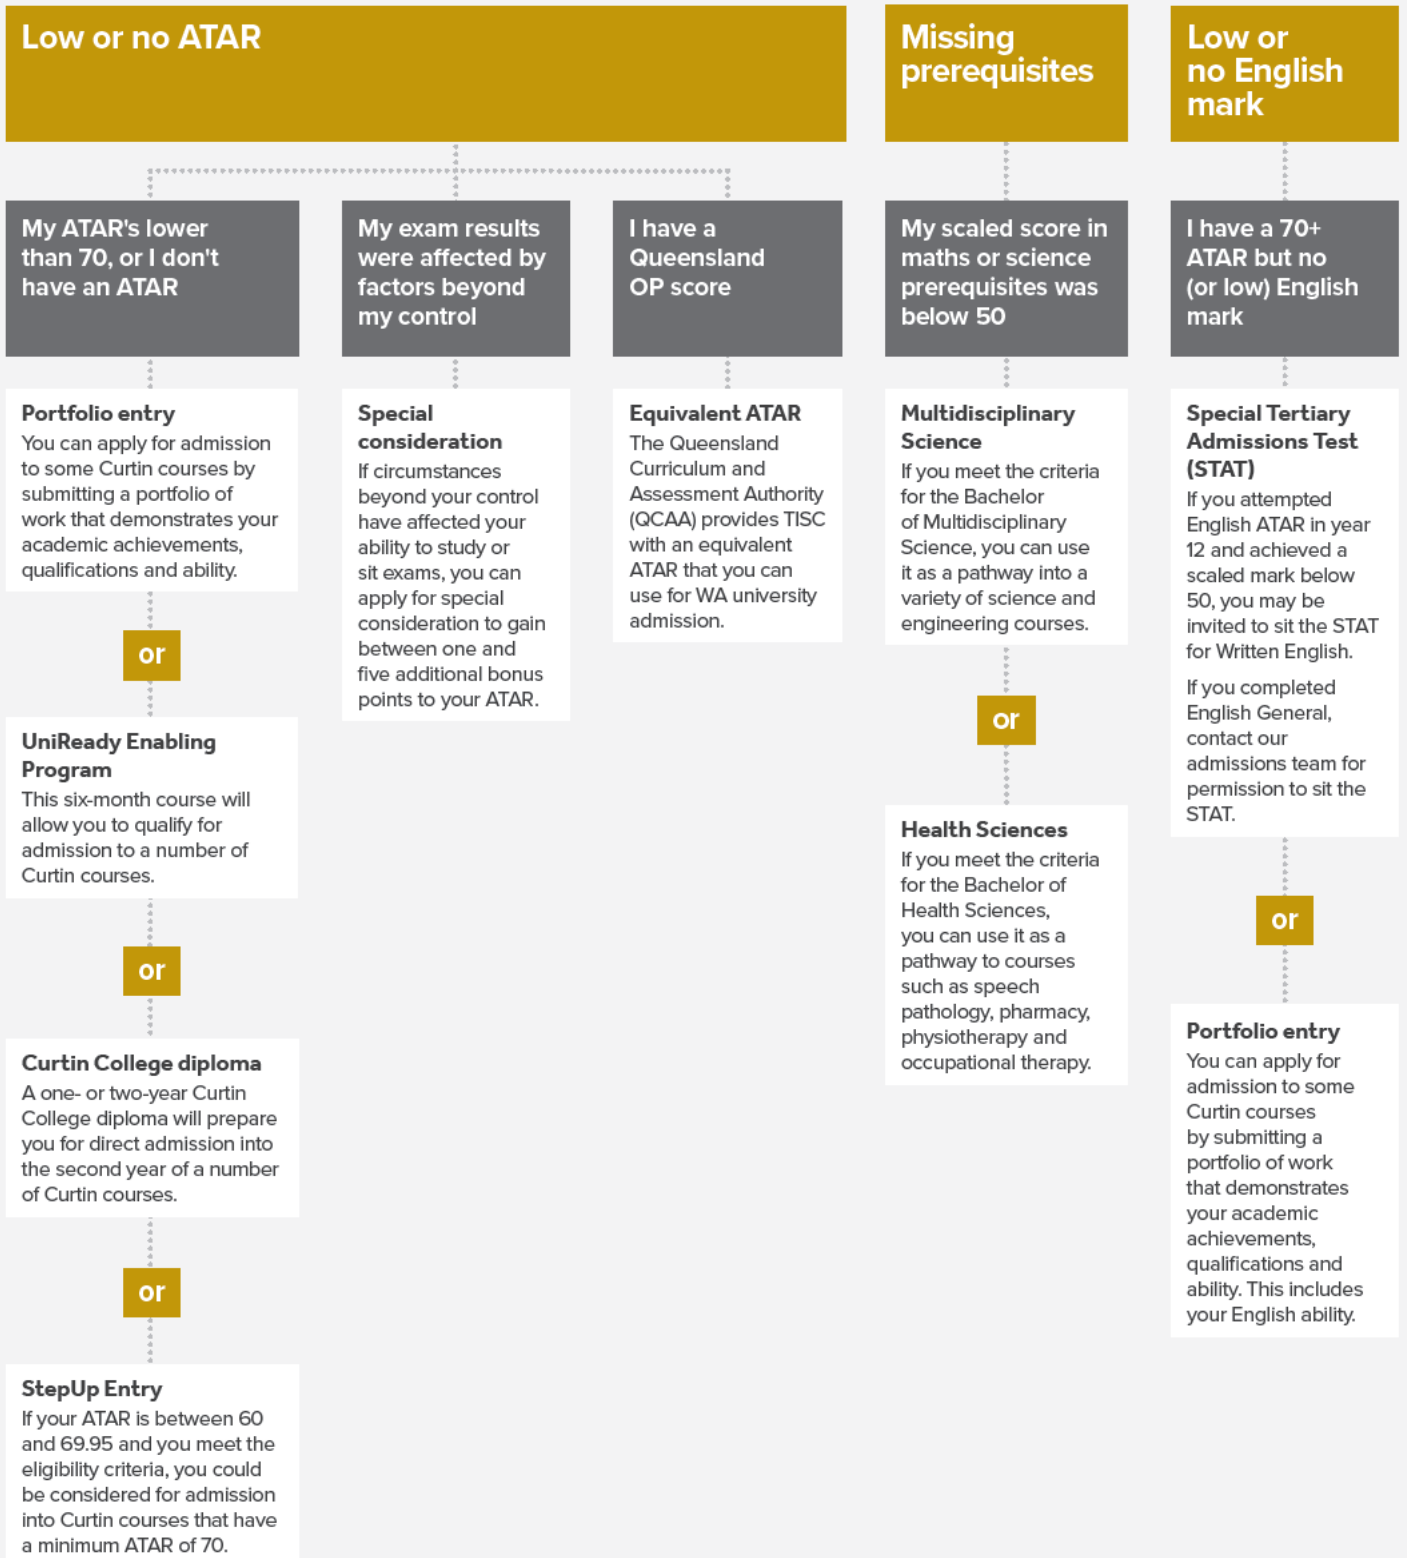 Low or no ATAR
My ATAR's lower
than 70, or I don't
have an ATAR
Portfolio entry
You can apply for admission
to some Curtin courses by
submitting a portfolio of
work that demonstrates your
academic achievements,
qualifications and ability.
or
UniReady Enabling
Program
This six-month course will
allow you to qualify for
admission to a number of
Curtin courses.
or
Curtin College diploma
A one- or two-year Curtin
College diploma will prepare
you for direct admission into
the second year of a number
of Curtin courses.
or
StepUp Entry
If your ATAR is between 60
and 69.95 and you meet the
eligibility criteria, you could
be considered for admission
into Curtin courses that have
a minimum ATAR of 70.
My exam results
were affected by
factors beyond
my control
Special
consideration
If circumstances
beyond your control
have affected your
ability to study or
sit exams, you can
apply for special
consideration to gain
between one and
five additional bonus
points to your ATAR.
I have a
Queensland
OP score
Equivalent ATAR
The Queensland
Curriculum and
Assessment Authority
(QCAA) provides TISC
with an equivalent
ATAR that you can
use for WA university
admission.
Missing
prerequisites
My scaled score in
maths or science
prerequisites was
below 50
Multidisciplinary
Science
If you meet the criteria
for the Bachelor
of Multidisciplinary
Science, you can use
it as a pathway into a
variety of science and
engineering courses.
or
Health Sciences
If you meet the criteria
for the Bachelor of
Health Sciences,
you can use it as a
pathway to courses
such as speech
pathology, pharmacy,
physiotherapy and
occupational therapy.
Low or
no English
mark
I have a 70+
ATAR but no
(or low) English
mark
Special Tertiary
Admissions Test
(STAT)
If you attempted
English ATAR in year
12 and achieved a
scaled mark below
50, you may be
invited to sit the STAT
for Written English.
If you completed
English General,
contact our
admissions team for
permission to sit the
STAT.
or
Portfolio entry
You can apply for
admission to some
Curtin courses
by submitting a
portfolio of work
that demonstrates
your academic
achievements,
qualifications and
ability. This includes
your English ability.